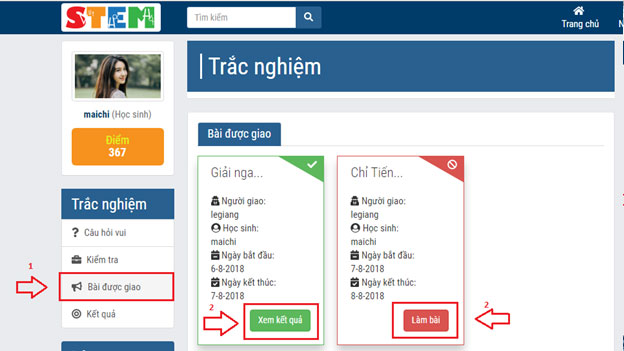 STEM
Tìm kiếm
Trang chủ
N
maichi (Học sinh)
Điểm
367
Trắc nghiệm
Câu hỏi vui
Kiểm tra
1
Bài được giao
Kết quả
Trắc nghiệm
Bài được giao
Giải nga...
Người giao:
legiang
Học sinh:
maichi
Ngày bắt đầu:
6-8-2018
Ngày kết thúc:
7-8-2018
2
Xem kết quả
Chỉ Tiến...
Người giao:
legiang
Học sinh:
maichi
Ngày bắt đầu:
7-8-2018
Ngày kết thúc:
8-8-2018
Làm bài
2